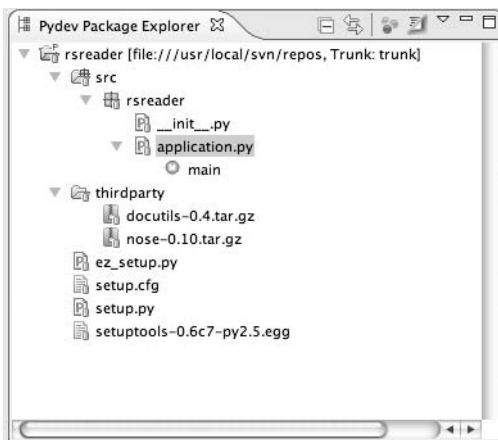 Pydev Package Explorer
rsreader [file:///usr/local/svn/repos, Trunk: trunk]
src
rsreader
__init__.py
application.py
main
thirdparty
docutils-0.4.tar.gz
nose-0.10.tar.gz
ez_setup.py
setup.cfg
setup.py
setuptools-0.6c7-py2.5.egg